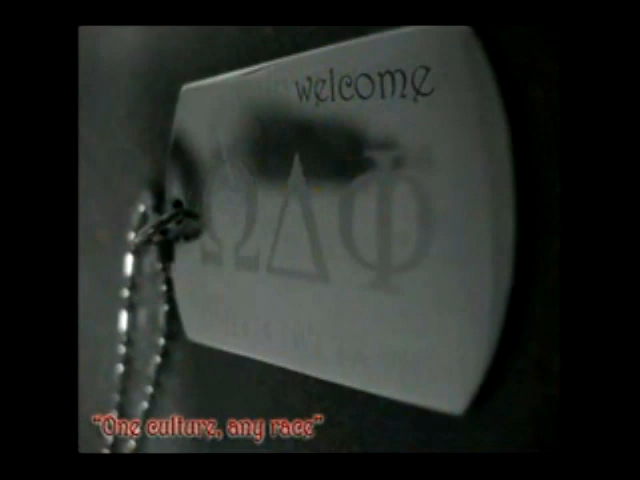 welcome
ΩΔΦ
"One culture, any race"